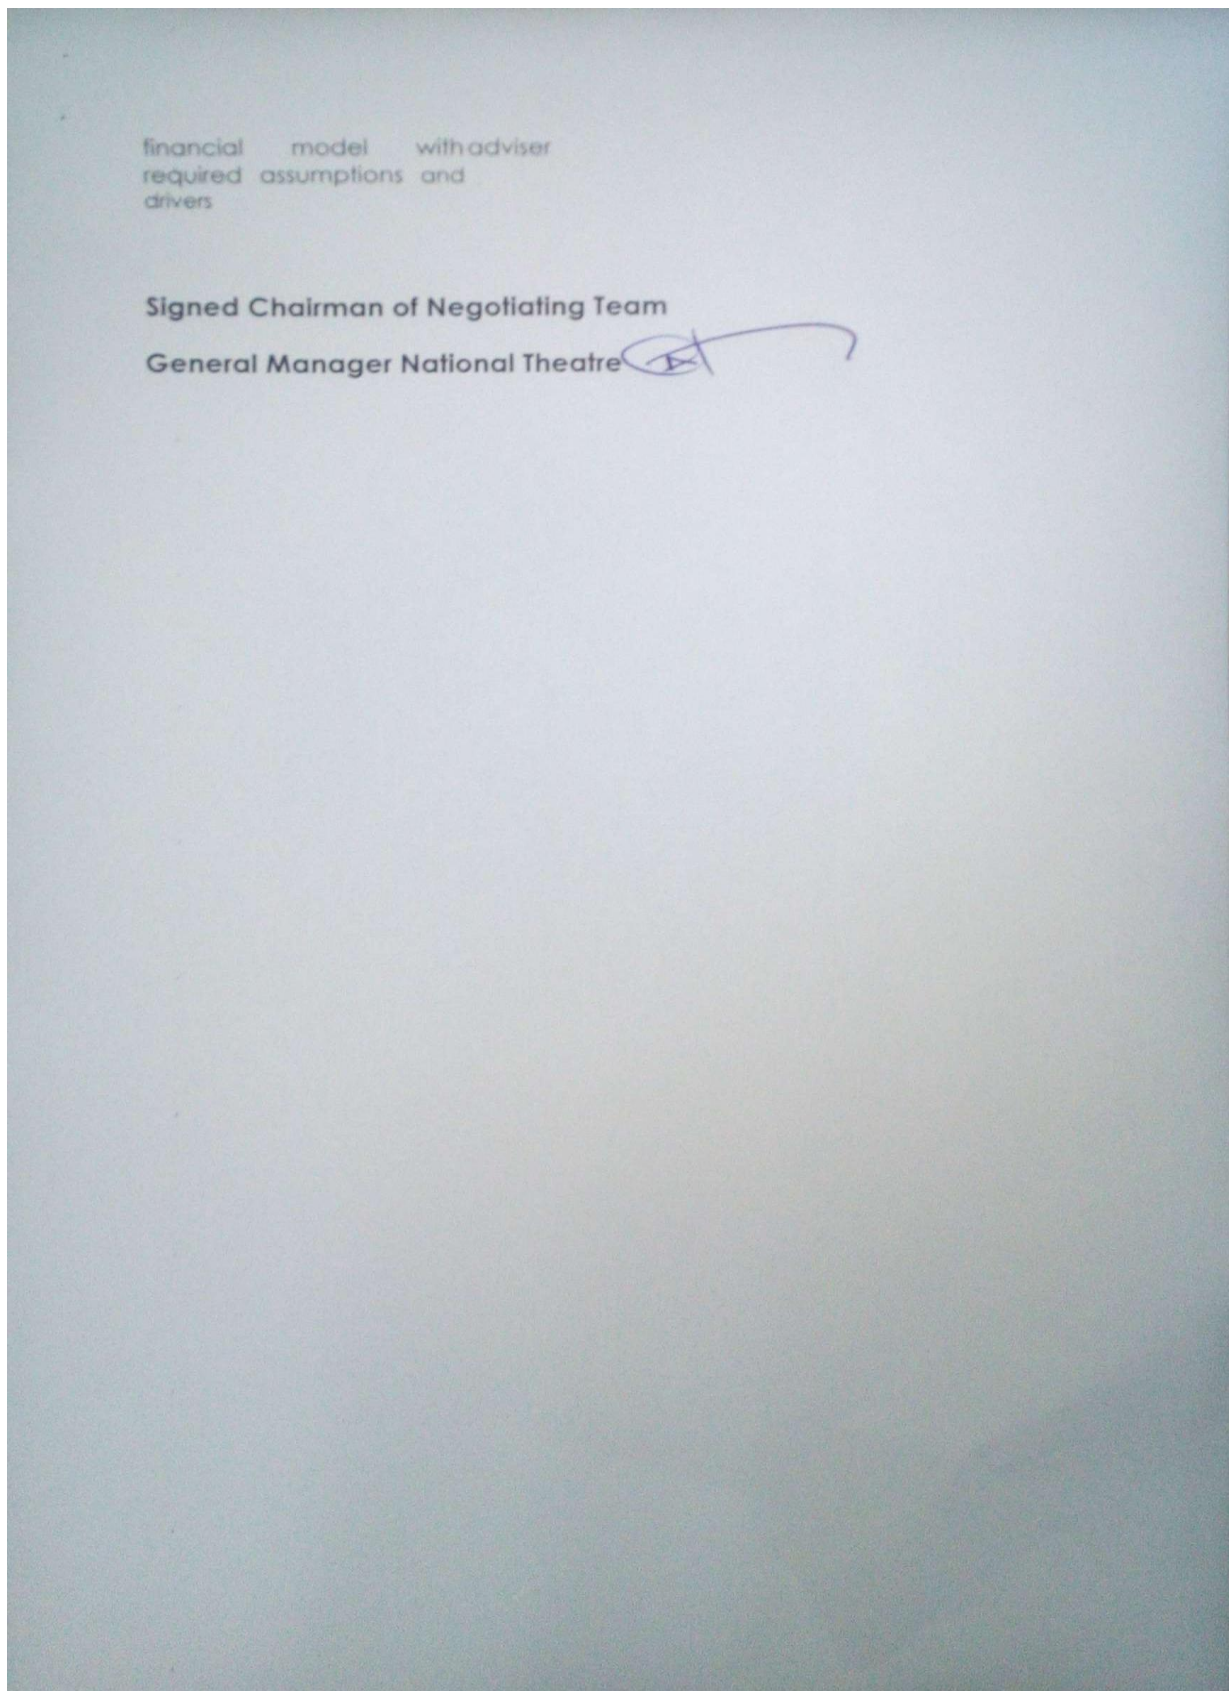 financial model with adviser
required assumptions and
drivers
Signed Chairman of Negotiating Team
General Manager National Theatre